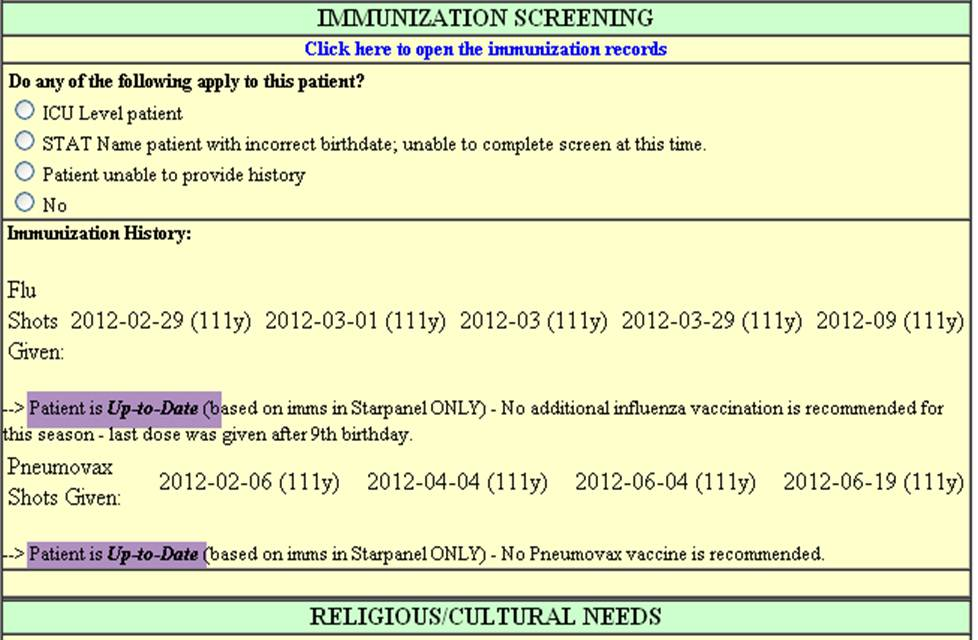 IMMUNIZATION SCREENING
Click here to open the immunization records
Do any of the following apply to this patient?
ICU Level patient
STAT Name patient with incorrect birthdate; unable to complete screen at this time.
Patient unable to provide history
No
Immunization History:
Flu
Shots 2012-02-29 (111y) 2012-03-01 (111y) 2012-03 (111y) 2012-03-29 (111y) 2012-09 (111y)
Given:
--> Patient is Up-to-Date (based on imms in Starpanel ONLY) - No additional influenza vaccination is recommended for
this season - last dose was given after 9th birthday.
Pneumovax
Shots Given: 2012-02-06 (111y) 2012-04-04 (111y) 2012-06-04 (111y) 2012-06-19 (111y)
--> Patient is Up-to-Date (based on imms in Starpanel ONLY) - No Pneumovax vaccine is recommended.
RELIGIOUS/CULTURAL NEEDS